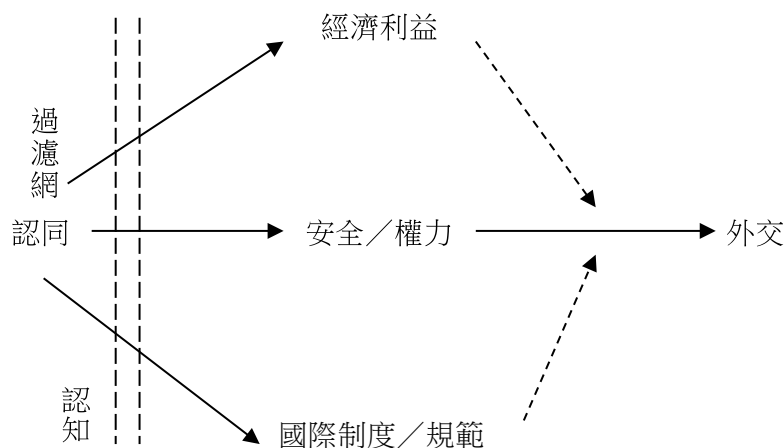 經濟利益
過濾網
認同
安全／權力
外交
認知
國際制度／規範